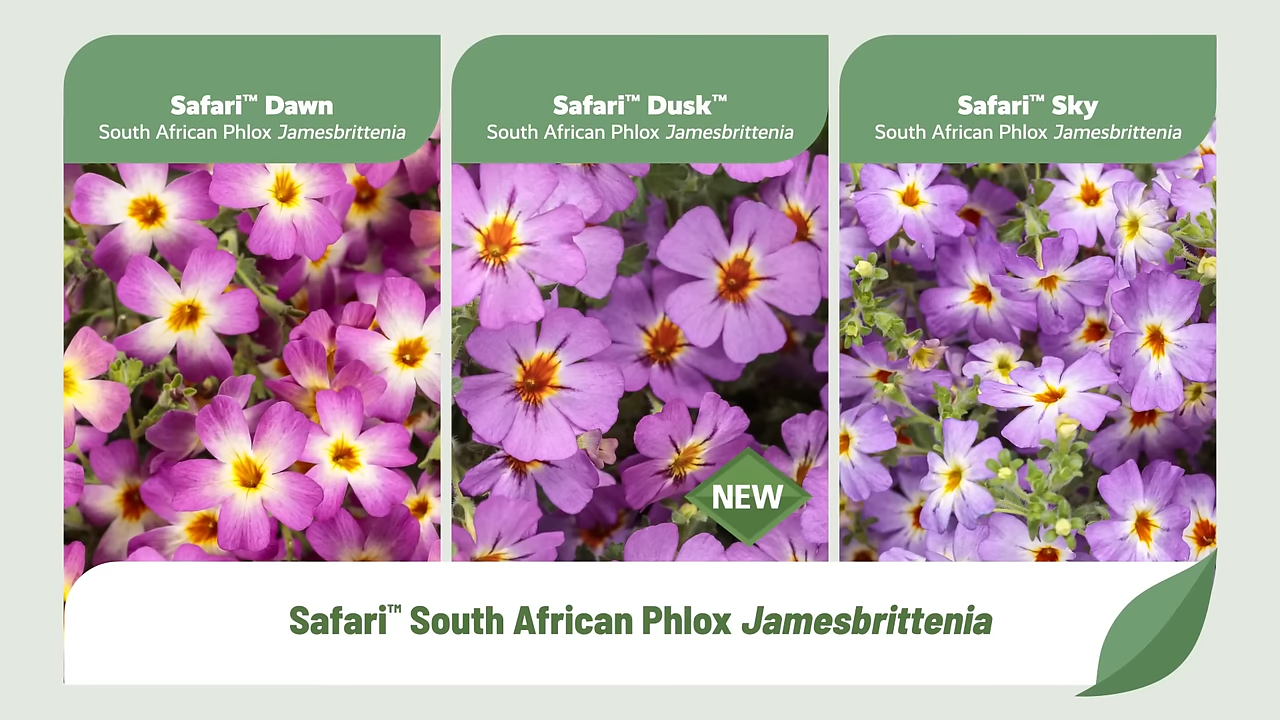 Safari™ Dawn
South African Phlox Jamesbrittenia
Safari™ Dusk™
South African Phlox Jamesbrittenia
Safari™ Sky
South African Phlox Jamesbrittenia
NEW
Safari™ South African Phlox Jamesbrittenia